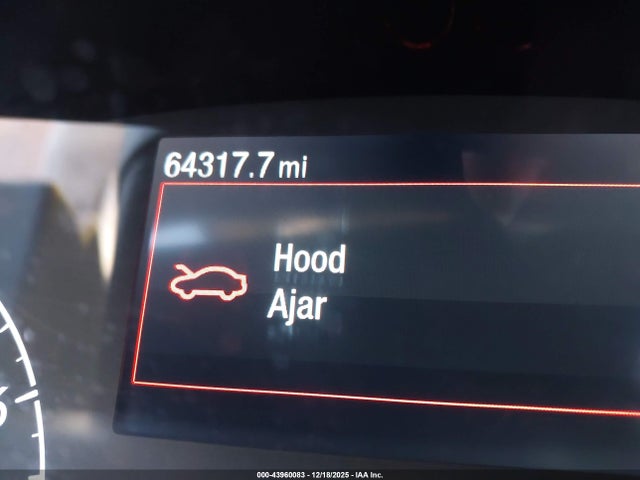 64317.7 mi
Hood
Ajar
000-43960083 - 12/18/2025 - IAA Inc.